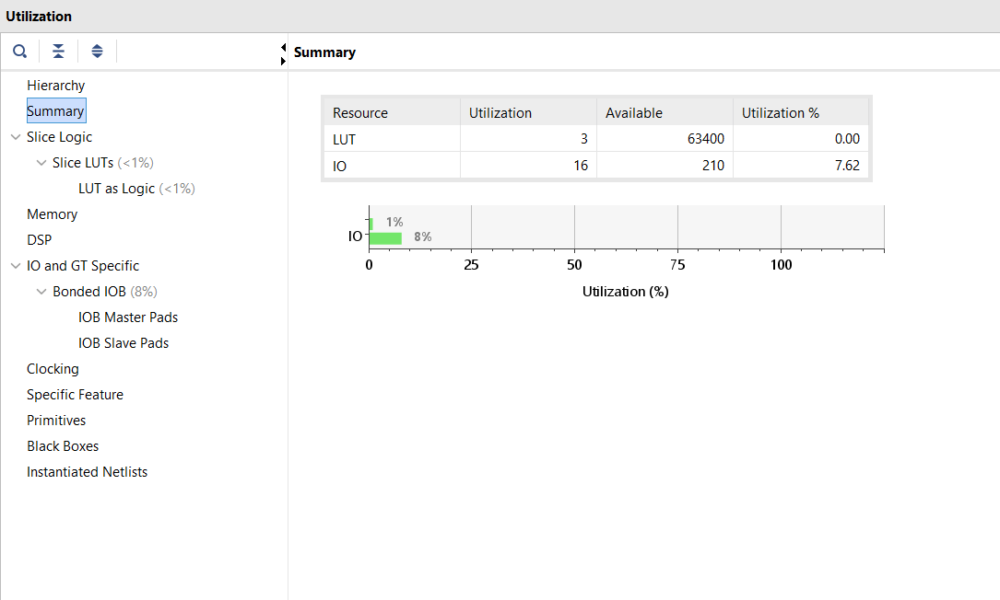 Utilization
Summary
Hierarchy
Summary
Slice Logic
Slice LUTs (<1%)
LUT as Logic (<1%)
Memory
DSP
IO and GT Specific
Bonded IOB (8%)
IOB Master Pads
IOB Slave Pads
Clocking
Specific Feature
Primitives
Black Boxes
Instantiated Netlists
Resource Utilization Available Utilization %
LUT 3 63400 0.00
IO 16 210 7.62
1%
IO 8%
0 25 50 75 100
Utilization (%)